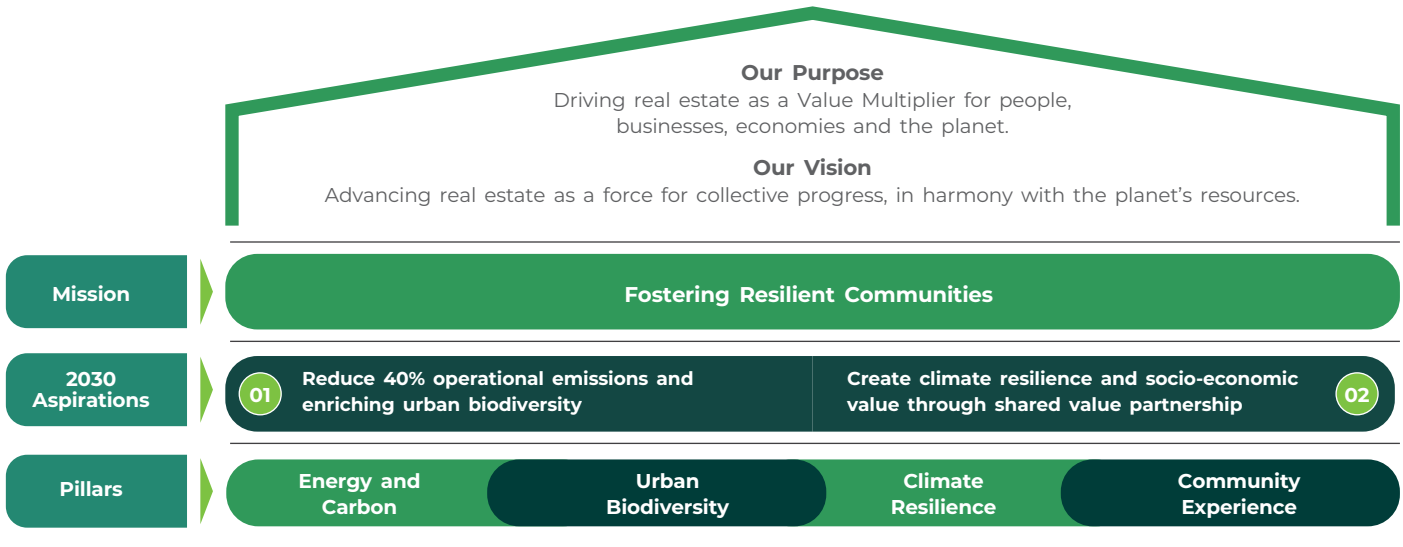 Our Purpose
Driving real estate as a Value Multiplier for people,
businesses, economies and the planet.
Our Vision
Advancing real estate as a force for collective progress, in harmony with the planet’s resources.
Mission
Fostering Resilient Communities
2030
Aspirations
01
Reduce 40% operational emissions and
enriching urban biodiversity
Create climate resilience and socio-economic
value through shared value partnership
02
Pillars
Energy and
Carbon
Urban
Biodiversity
Climate
Resilience
Community
Experience